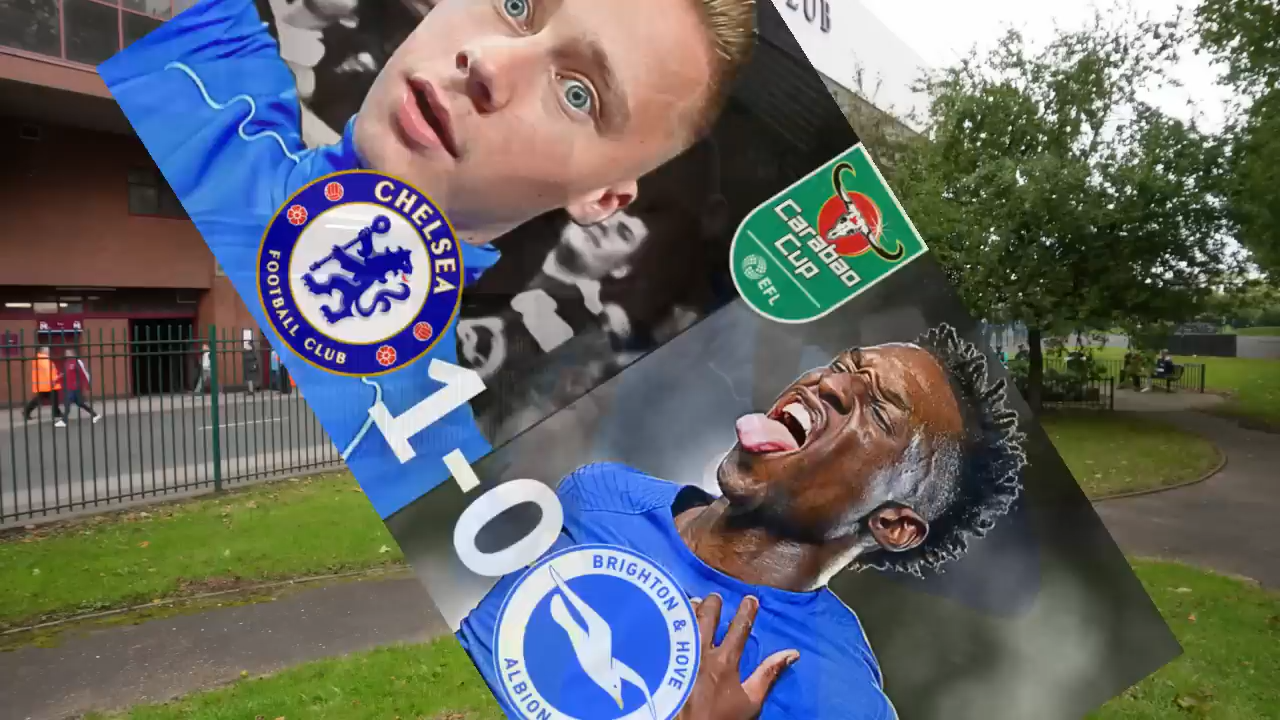 CHELSEA
FOOTBALL CLUB
Carabao
Cup
EFL
1-0
BRIGHTON & HOVE
ALBION